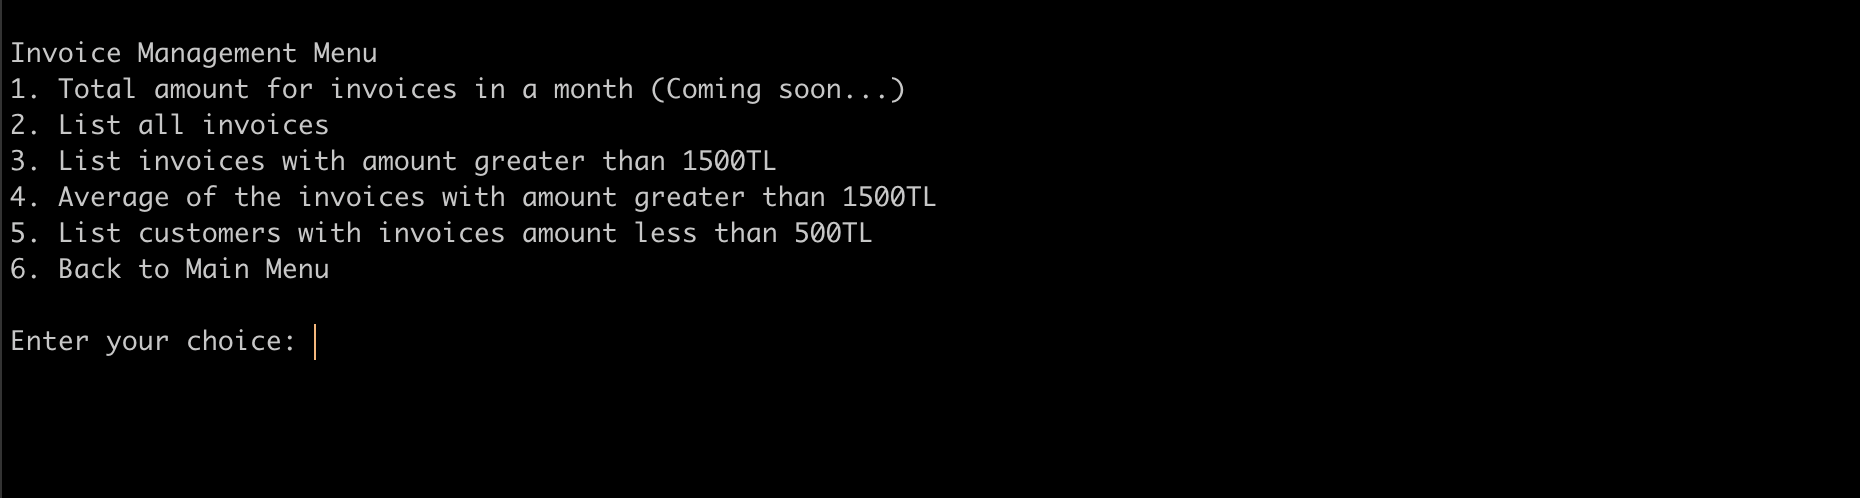 Invoice Management Menu
1. Total amount for invoices in a month (Coming soon...)
2. List all invoices
3. List invoices with amount greater than 1500TL
4. Average of the invoices with amount greater than 1500TL
5. List customers with invoices amount less than 500TL
6. Back to Main Menu
Enter your choice: